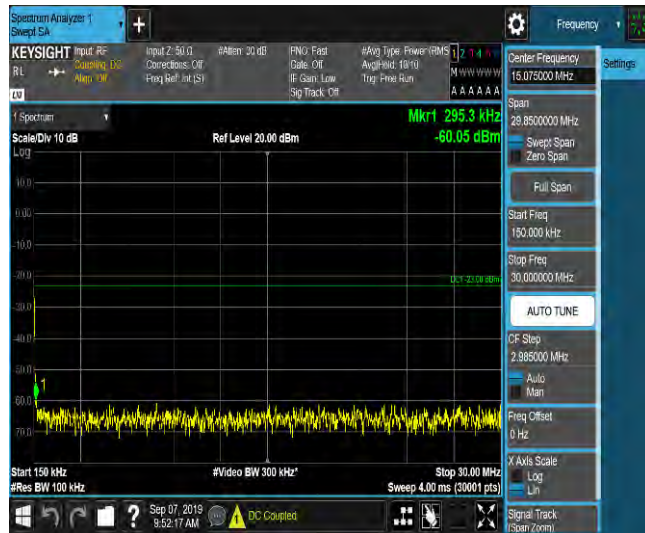 Spectrum Analyzer 1
Swept SA
+
Frequency
KEYSIGHT
Input: RF
Coupling: DC
Align: Off
Input Z: 50 Ω
Corrections: Off
Freq Ref: Int (S)
#Atten: 30 dB
PNO: Fast
Gate: Off
IF Gain: Low
Sig Track: Off
#Avg Type: Power (RMS
Avg|Hold: 10/10
Trig: Free Run
M W W W W W
A A A A A A
RL
Settings
Center Frequency
15.075000 MHz
1 Spectrum
Scale/Div 10 dB
Log
Ref Level 20.00 dBm
Mkr1 295.3 kHz
-60.05 dBm
Span
29.8500000 MHz
Swept Span
Zero Span
Full Span
Start Freq
150.000 kHz
Stop Freq
30.000000 MHz
AUTO TUNE
CF Step
2.985000 MHz
Auto
Man
Freq Offset
0 Hz
X Axis Scale
Log
Lin
Signal Track
(Span Zoom)
10.0
0.00
-10.0
-20.0
DL1 -23.00 dBm
-30.0
-40.0
-50.0
1
-60.0
-70.0
Start 150 kHz
#Res BW 100 kHz
#Video BW 300 kHz*
Stop 30.00 MHz
Sweep 4.00 ms (30001 pts)
?
Sep 07, 2019
9:52:17 AM
DC Coupled